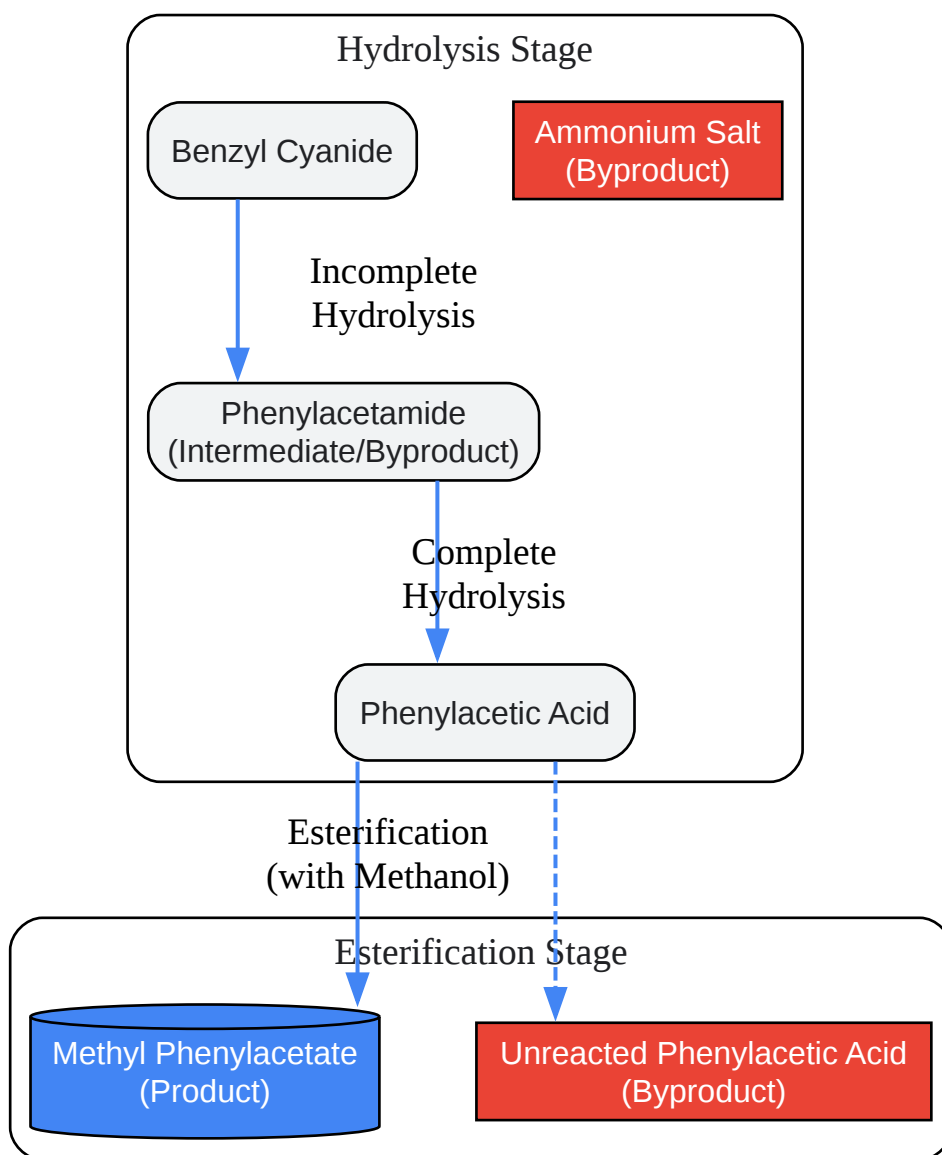 Hydrolysis Stage
Benzyl Cyanide
Ammonium Salt
(Byproduct)
Incomplete
Hydrolysis
Phenylacetamide
(Intermediate/Byproduct)
Complete
Hydrolysis
Phenylacetic Acid
Esterification
(with Methanol)
Esterification Stage
Methyl Phenylacetate
(Product)
Unreacted Phenylacetic Acid
(Byproduct)